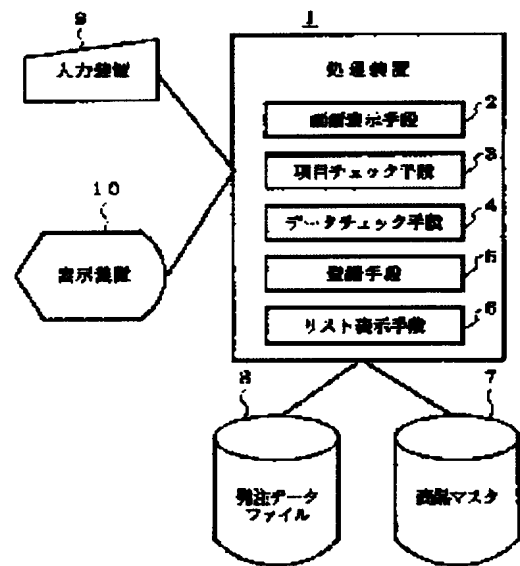 1
9
入力装置
処理装置
2
画面表示手段
3
項目チェック手段
4
データチェック手段
5
登録手段
6
リスト表示手段
10
表示装置
8
7
発注データ
ファイル
商品マスタ